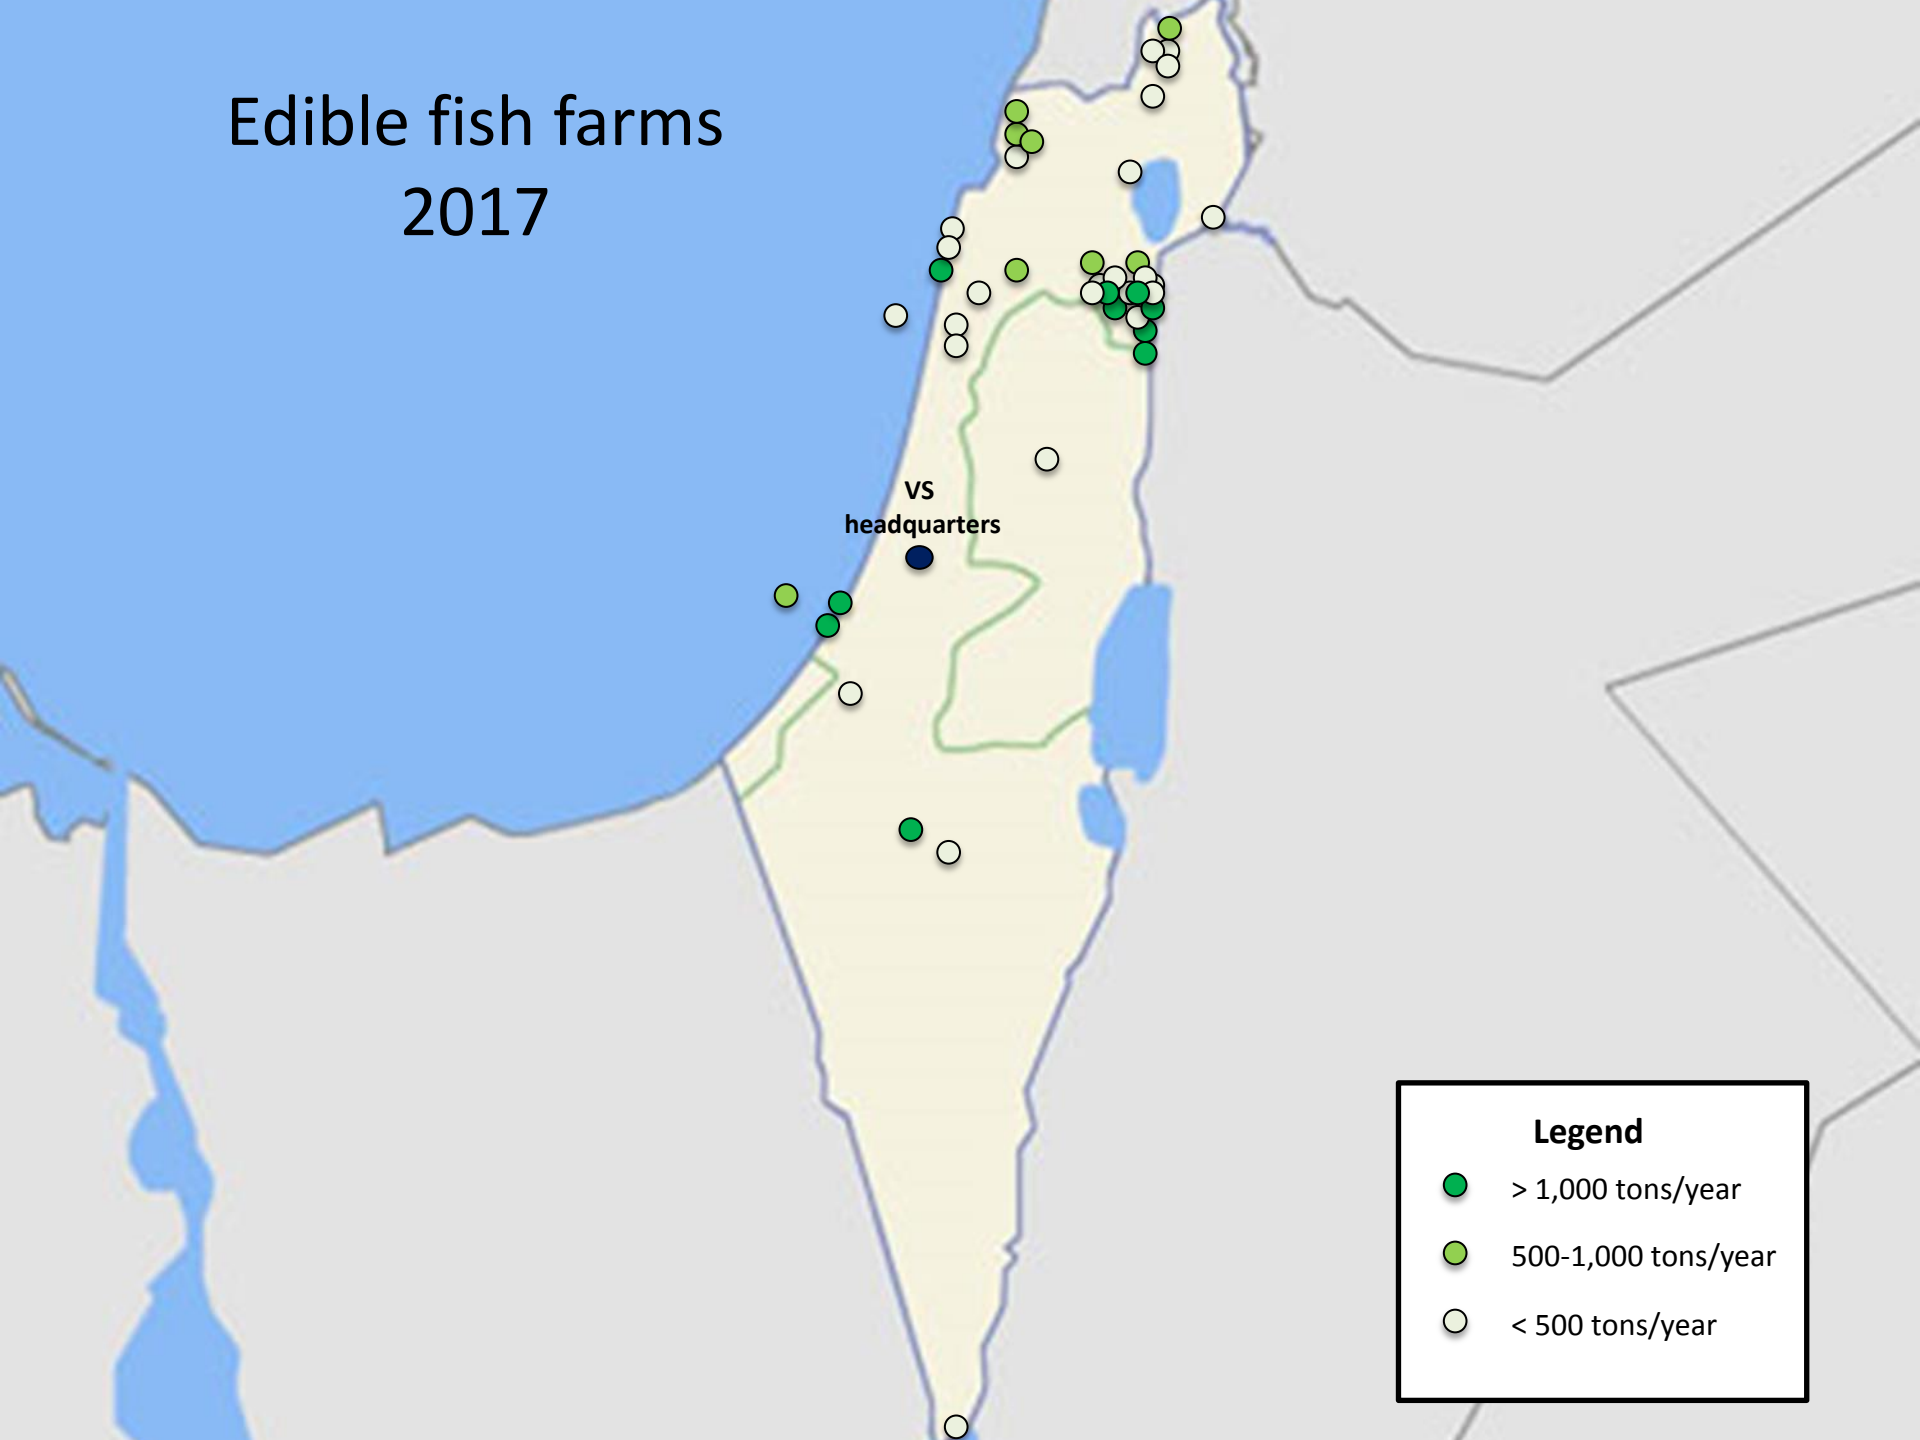 Edible fish farms
2017
VS
headquarters
Legend
> 1,000 tons/year
500-1,000 tons/year
< 500 tons/year